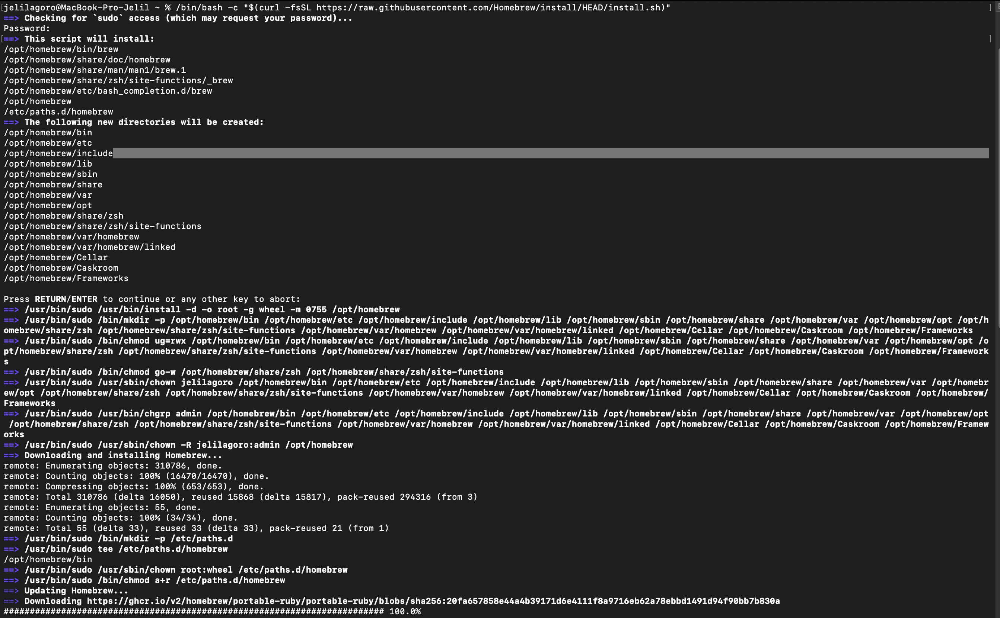 [jelilagoro@MacBook-Pro-Jelil ~ % /bin/bash -c "$(curl -fsSL https://raw.githubusercontent.com/Homebrew/install/HEAD/install.sh)" ]
==> Checking for `sudo` access (which may request your password)...
Password:
[==> This script will install: ]
/opt/homebrew/bin/brew
/opt/homebrew/share/doc/homebrew
/opt/homebrew/share/man/man1/brew.1
/opt/homebrew/share/zsh/site-functions/_brew
/opt/homebrew/etc/bash_completion.d/brew
/opt/homebrew
/etc/paths.d/homebrew
==> The following new directories will be created:
/opt/homebrew/bin
/opt/homebrew/etc
/opt/homebrew/include
/opt/homebrew/lib
/opt/homebrew/sbin
/opt/homebrew/share
/opt/homebrew/var
/opt/homebrew/opt
/opt/homebrew/share/zsh
/opt/homebrew/share/zsh/site-functions
/opt/homebrew/var/homebrew
/opt/homebrew/var/homebrew/linked
/opt/homebrew/Cellar
/opt/homebrew/Caskroom
/opt/homebrew/Frameworks

Press RETURN/ENTER to continue or any other key to abort:
==> /usr/bin/sudo /usr/bin/install -d -o root -g wheel -m 0755 /opt/homebrew
==> /usr/bin/sudo /bin/mkdir -p /opt/homebrew/bin /opt/homebrew/etc /opt/homebrew/include /opt/homebrew/lib /opt/homebrew/sbin /opt/homebrew/share /opt/homebrew/var /opt/homebrew/opt /opt/h
omebrew/share/zsh /opt/homebrew/share/zsh/site-functions /opt/homebrew/var/homebrew /opt/homebrew/var/homebrew/linked /opt/homebrew/Cellar /opt/homebrew/Caskroom /opt/homebrew/Frameworks
==> /usr/bin/sudo /bin/chmod ug=rwx /opt/homebrew/bin /opt/homebrew/etc /opt/homebrew/include /opt/homebrew/lib /opt/homebrew/sbin /opt/homebrew/share /opt/homebrew/var /opt/homebrew/opt /o
pt/homebrew/share/zsh /opt/homebrew/share/zsh/site-functions /opt/homebrew/var/homebrew /opt/homebrew/var/homebrew/linked /opt/homebrew/Cellar /opt/homebrew/Caskroom /opt/homebrew/Framework
s
==> /usr/bin/sudo /bin/chmod go-w /opt/homebrew/share/zsh /opt/homebrew/share/zsh/site-functions
==> /usr/bin/sudo /usr/sbin/chown jelilagoro /opt/homebrew/bin /opt/homebrew/etc /opt/homebrew/include /opt/homebrew/lib /opt/homebrew/sbin /opt/homebrew/share /opt/homebrew/var /opt/homebr
ew/opt /opt/homebrew/share/zsh /opt/homebrew/share/zsh/site-functions /opt/homebrew/var/homebrew /opt/homebrew/var/homebrew/linked /opt/homebrew/Cellar /opt/homebrew/Caskroom /opt/homebrew/
Frameworks
==> /usr/bin/sudo /usr/bin/chgrp admin /opt/homebrew/bin /opt/homebrew/etc /opt/homebrew/include /opt/homebrew/lib /opt/homebrew/sbin /opt/homebrew/share /opt/homebrew/var /opt/homebrew/opt
 /opt/homebrew/share/zsh /opt/homebrew/share/zsh/site-functions /opt/homebrew/var/homebrew /opt/homebrew/var/homebrew/linked /opt/homebrew/Cellar /opt/homebrew/Caskroom /opt/homebrew/Framew
orks
==> /usr/bin/sudo /usr/sbin/chown -R jelilagoro:admin /opt/homebrew
==> Downloading and installing Homebrew...
remote: Enumerating objects: 310786, done.
remote: Counting objects: 100% (16470/16470), done.
remote: Compressing objects: 100% (653/653), done.
remote: Total 310786 (delta 16050), reused 15868 (delta 15817), pack-reused 294316 (from 3)
remote: Enumerating objects: 55, done.
remote: Counting objects: 100% (34/34), done.
remote: Total 55 (delta 33), reused 33 (delta 33), pack-reused 21 (from 1)
==> /usr/bin/sudo /bin/mkdir -p /etc/paths.d
==> /usr/bin/sudo tee /etc/paths.d/homebrew
/opt/homebrew/bin
==> /usr/bin/sudo /usr/sbin/chown root:wheel /etc/paths.d/homebrew
==> /usr/bin/sudo /bin/chmod a+r /etc/paths.d/homebrew
==> Updating Homebrew...
==> Downloading https://ghcr.io/v2/homebrew/portable-ruby/portable-ruby/blobs/sha256:20fa657858e44a4b39171d6e4111f8a9716eb62a78ebbd1491d94f90bb7b830a
######################################################################### 100.0%